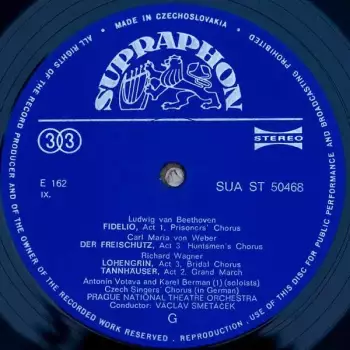 MADE IN CZECHOSLOVAKIA
ALL RIGHTS OF THE RECORD PRODUCER AND OF THE OWNER OF THE RECORDED WORK RESERVED. REPRODUCTION. USE OF THIS DISC FOR PUBLIC PERFORMANCE AND BROADCASTING PROHIBITED
SUPRAPHON
33
STEREO
E 162
SUA ST 50468
IX.
Ludwig van Beethoven
FIDELIO, Act 1, Prisoners' Chorus
Carl Maria von Weber
DER FREISCHUTZ, Act 3 Huntsmen's Chorus
Richard Wagner
LOHENGRIN, Act 3, Bridal Chorus
TANNHÄUSER, Act 2, Grand March
Antonín Votava and Karel Berman (1) (soloists)
Czech Singers' Chorus (in German)
PRAGUE NATIONAL THEATRE ORCHESTRA
Conductor: VÁCLAV SMETÁČEK
G